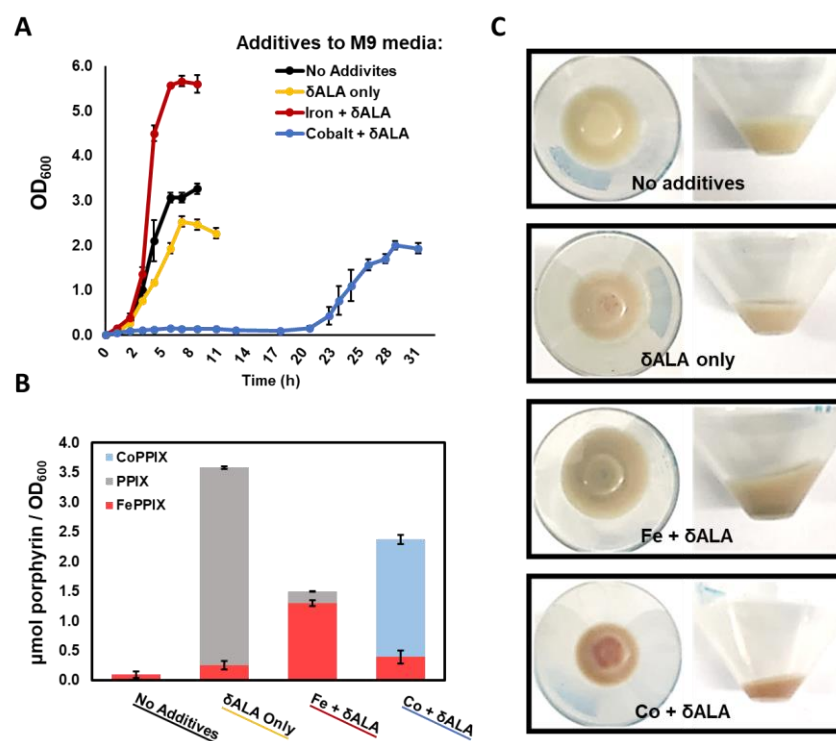 A
Additives to M9 media:
No Addivites
δALA only
Iron + δALA
Cobalt + δALA
OD600
6.0
5.0
4.0
3.0
2.0
1.0
0.0
0 2 5 7 9 11 14 17 20 23 25 28 31
Time (h)
B
µmol porphyrin / OD600
4.0
3.5
3.0
2.5
2.0
1.5
1.0
0.5
0.0
CoPPIX
PPIX
FePPIX
No Additives
δALA Only
Fe + δALA
Co + δALA
C
No additives
δALA only
Fe + δALA
Co + δALA